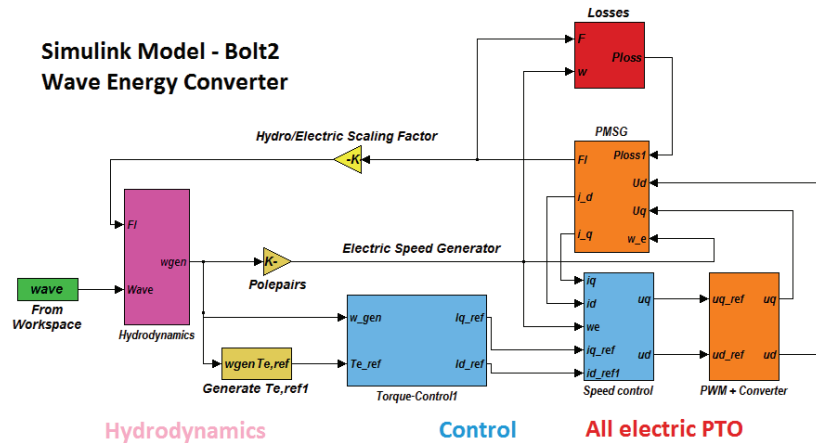 Simulink Model - Bolt2
Wave Energy Converter
Losses
F
w
Ploss
PMSG
Fl
Ploss1
i_d
Ud
i_q
Uq
w_e
Hydro/Electric Scaling Factor
-K
Fl
wgen
Wave
Hydrodynamics
wave
From
Workspace
Electric Speed Generator
K-
Polepairs
w_gen
Iq_ref
Te_ref
Id_ref
Torque-Control1
wgen Te,ref
Generate Te,ref1
iq
id
we
iq_ref
id_ref1
uq
ud
Speed control
uq_ref
uq
ud_ref
ud
PWM + Converter
Hydrodynamics
Control
All electric PTO